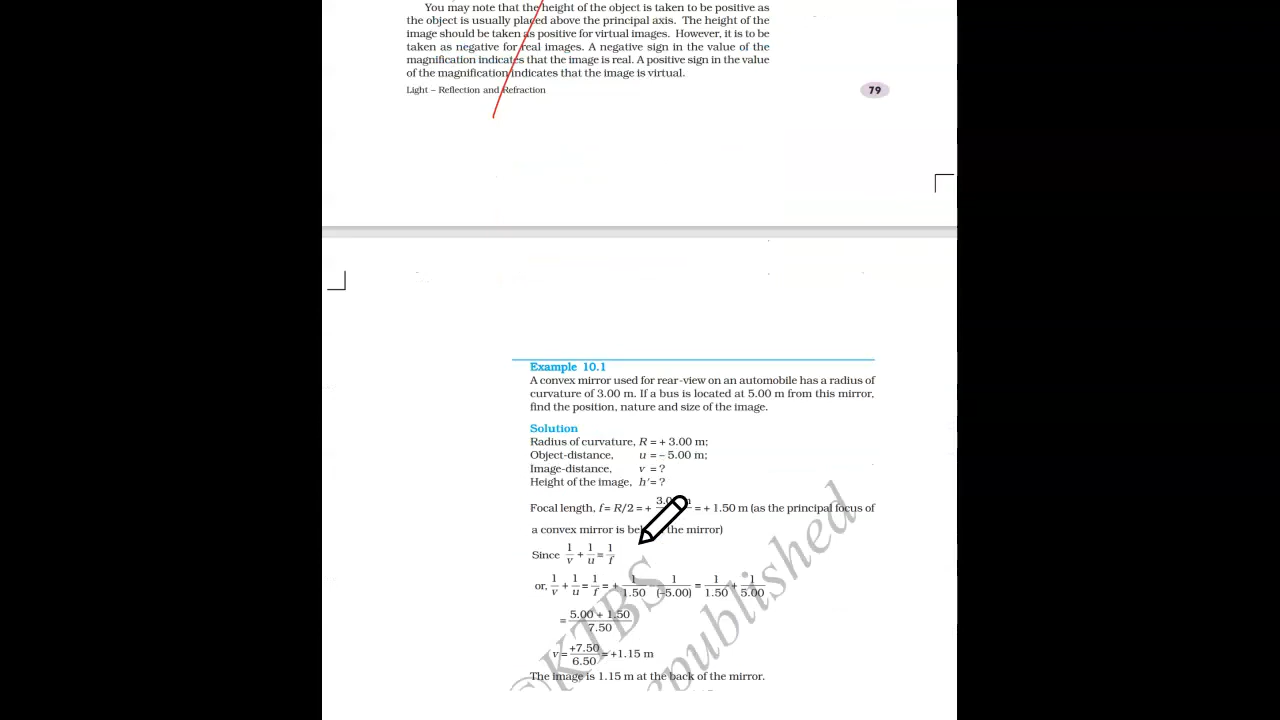 You may note that the height of the object is taken to be positive as
the object is usually placed above the principal axis. The height of the
image should be taken as positive for virtual images. However, it is to be
taken as negative for real images. A negative sign in the value of the
magnification indicates that the image is real. A positive sign in the value
of the magnification indicates that the image is virtual.
Light – Reflection and Refraction
79
Example 10.1
A convex mirror used for rear-view on an automobile has a radius of
curvature of 3.00 m. If a bus is located at 5.00 m from this mirror,
find the position, nature and size of the image.
Solution
Radius of curvature, R = + 3.00 m;
Object-distance, u = – 5.00 m;
Image-distance, v = ?
Height of the image, h′ = ?
Focal length, f = R/2 = + 3.0 m = + 1.50 m (as the principal focus of
a convex mirror is the mirror)
Since 1/v + 1/u = 1/f
or, 1/v + 1/u = 1/f = + 1/1.50 – 1/(–5.00) = 1/1.50 + 1/5.00
= 5.00 + 1.50 / 7.50
v = +7.50 / 6.50 = +1.15 m
The image is 1.15 m at the back of the mirror.
©KTBS
republished